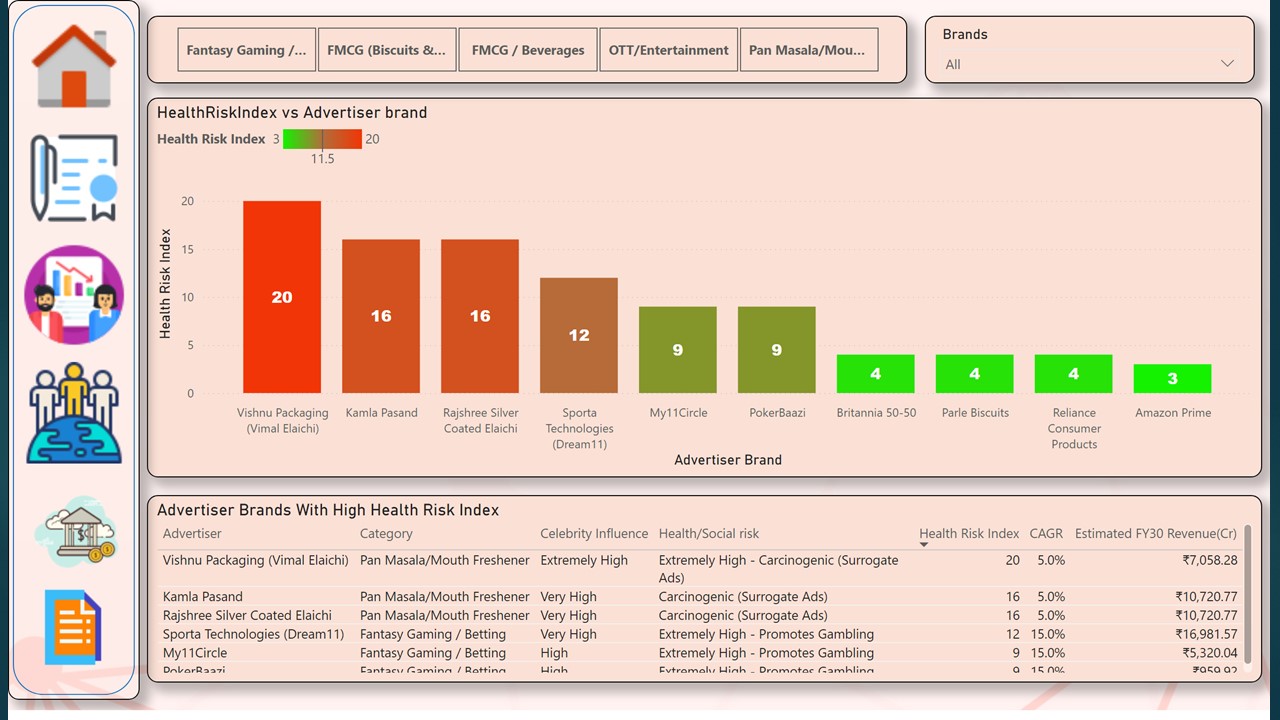 Fantasy Gaming /...
FMCG (Biscuits &...
FMCG / Beverages
OTT/Entertainment
Pan Masala/Mou...
Brands
All
HealthRiskIndex vs Advertiser brand
Health Risk Index 3 20
11.5
Health Risk Index
20
15
10
5
0
20
16
16
12
9
9
4
4
4
3
Vishnu Packaging
(Vimal Elaichi)
Kamla Pasand
Rajshree Silver
Coated Elaichi
Sporta
Technologies
(Dream11)
My11Circle
PokerBaazi
Britannia 50-50
Parle Biscuits
Reliance
Consumer
Products
Amazon Prime
Advertiser Brand
Advertiser Brands With High Health Risk Index
Advertiser Category Celebrity Influence Health/Social risk Health Risk Index CAGR Estimated FY30 Revenue(Cr)
Vishnu Packaging (Vimal Elaichi) Pan Masala/Mouth Freshener Extremely High Extremely High - Carcinogenic (Surrogate 20 5.0% ₹7,058.28
Ads)
Kamla Pasand Pan Masala/Mouth Freshener Very High Carcinogenic (Surrogate Ads) 16 5.0% ₹10,720.77
Rajshree Silver Coated Elaichi Pan Masala/Mouth Freshener Very High Carcinogenic (Surrogate Ads) 16 5.0% ₹10,720.77
Sporta Technologies (Dream11) Fantasy Gaming / Betting Very High Extremely High - Promotes Gambling 12 15.0% ₹16,981.57
My11Circle Fantasy Gaming / Betting High Extremely High - Promotes Gambling 9 15.0% ₹5,320.04
PokerBaazi Fantasy Gaming / Betting High Extremely High - Promotes Gambling 9 15.0% ₹959.92